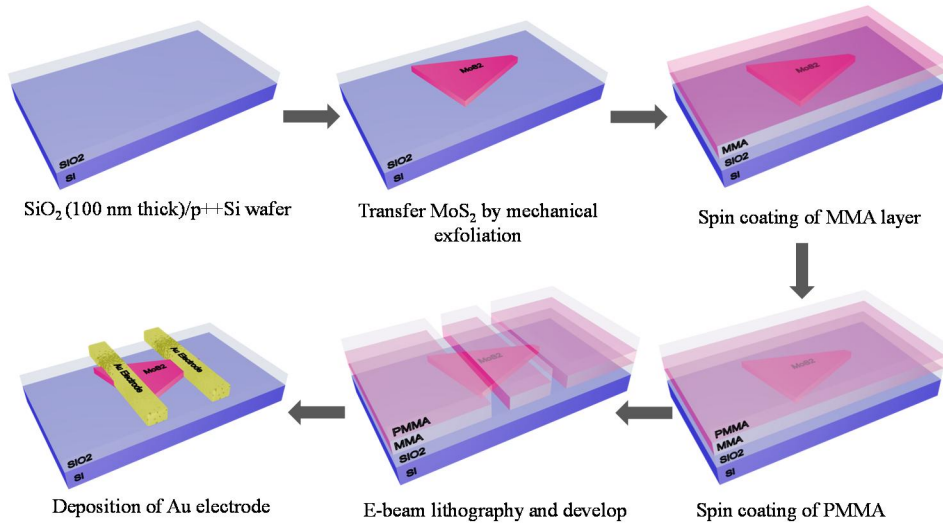 SIO2
SI
SiO₂ (100 nm thick)/p++Si wafer
MoS2
SIO2
SI
Transfer MoS₂ by mechanical
exfoliation
MoS2
MMA
SIO2
SI
Spin coating of MMA layer
Au Electrode
Au Electrode
MoS2
SIO2
SI
Deposition of Au electrode
MoS2
PMMA
MMA
SIO2
SI
E-beam lithography and develop
MoS2
PMMA
MMA
SIO2
SI
Spin coating of PMMA